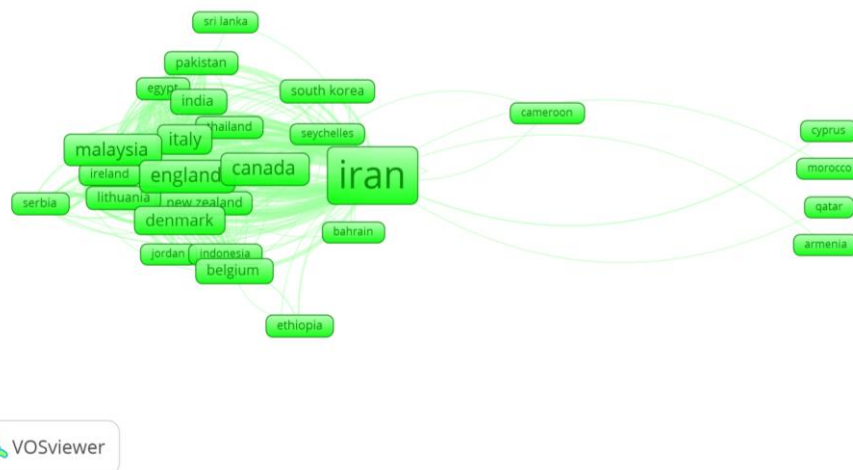 sri lanka
pakistan
egypt
india
south korea
cameroon
thailand
seychelles
cyprus
italy
malaysia
canada
morocco
ireland
england
iran
lithuania
new zealand
serbia
qatar
denmark
bahrain
armenia
jordan
indonesia
belgium
ethiopia
VOSviewer